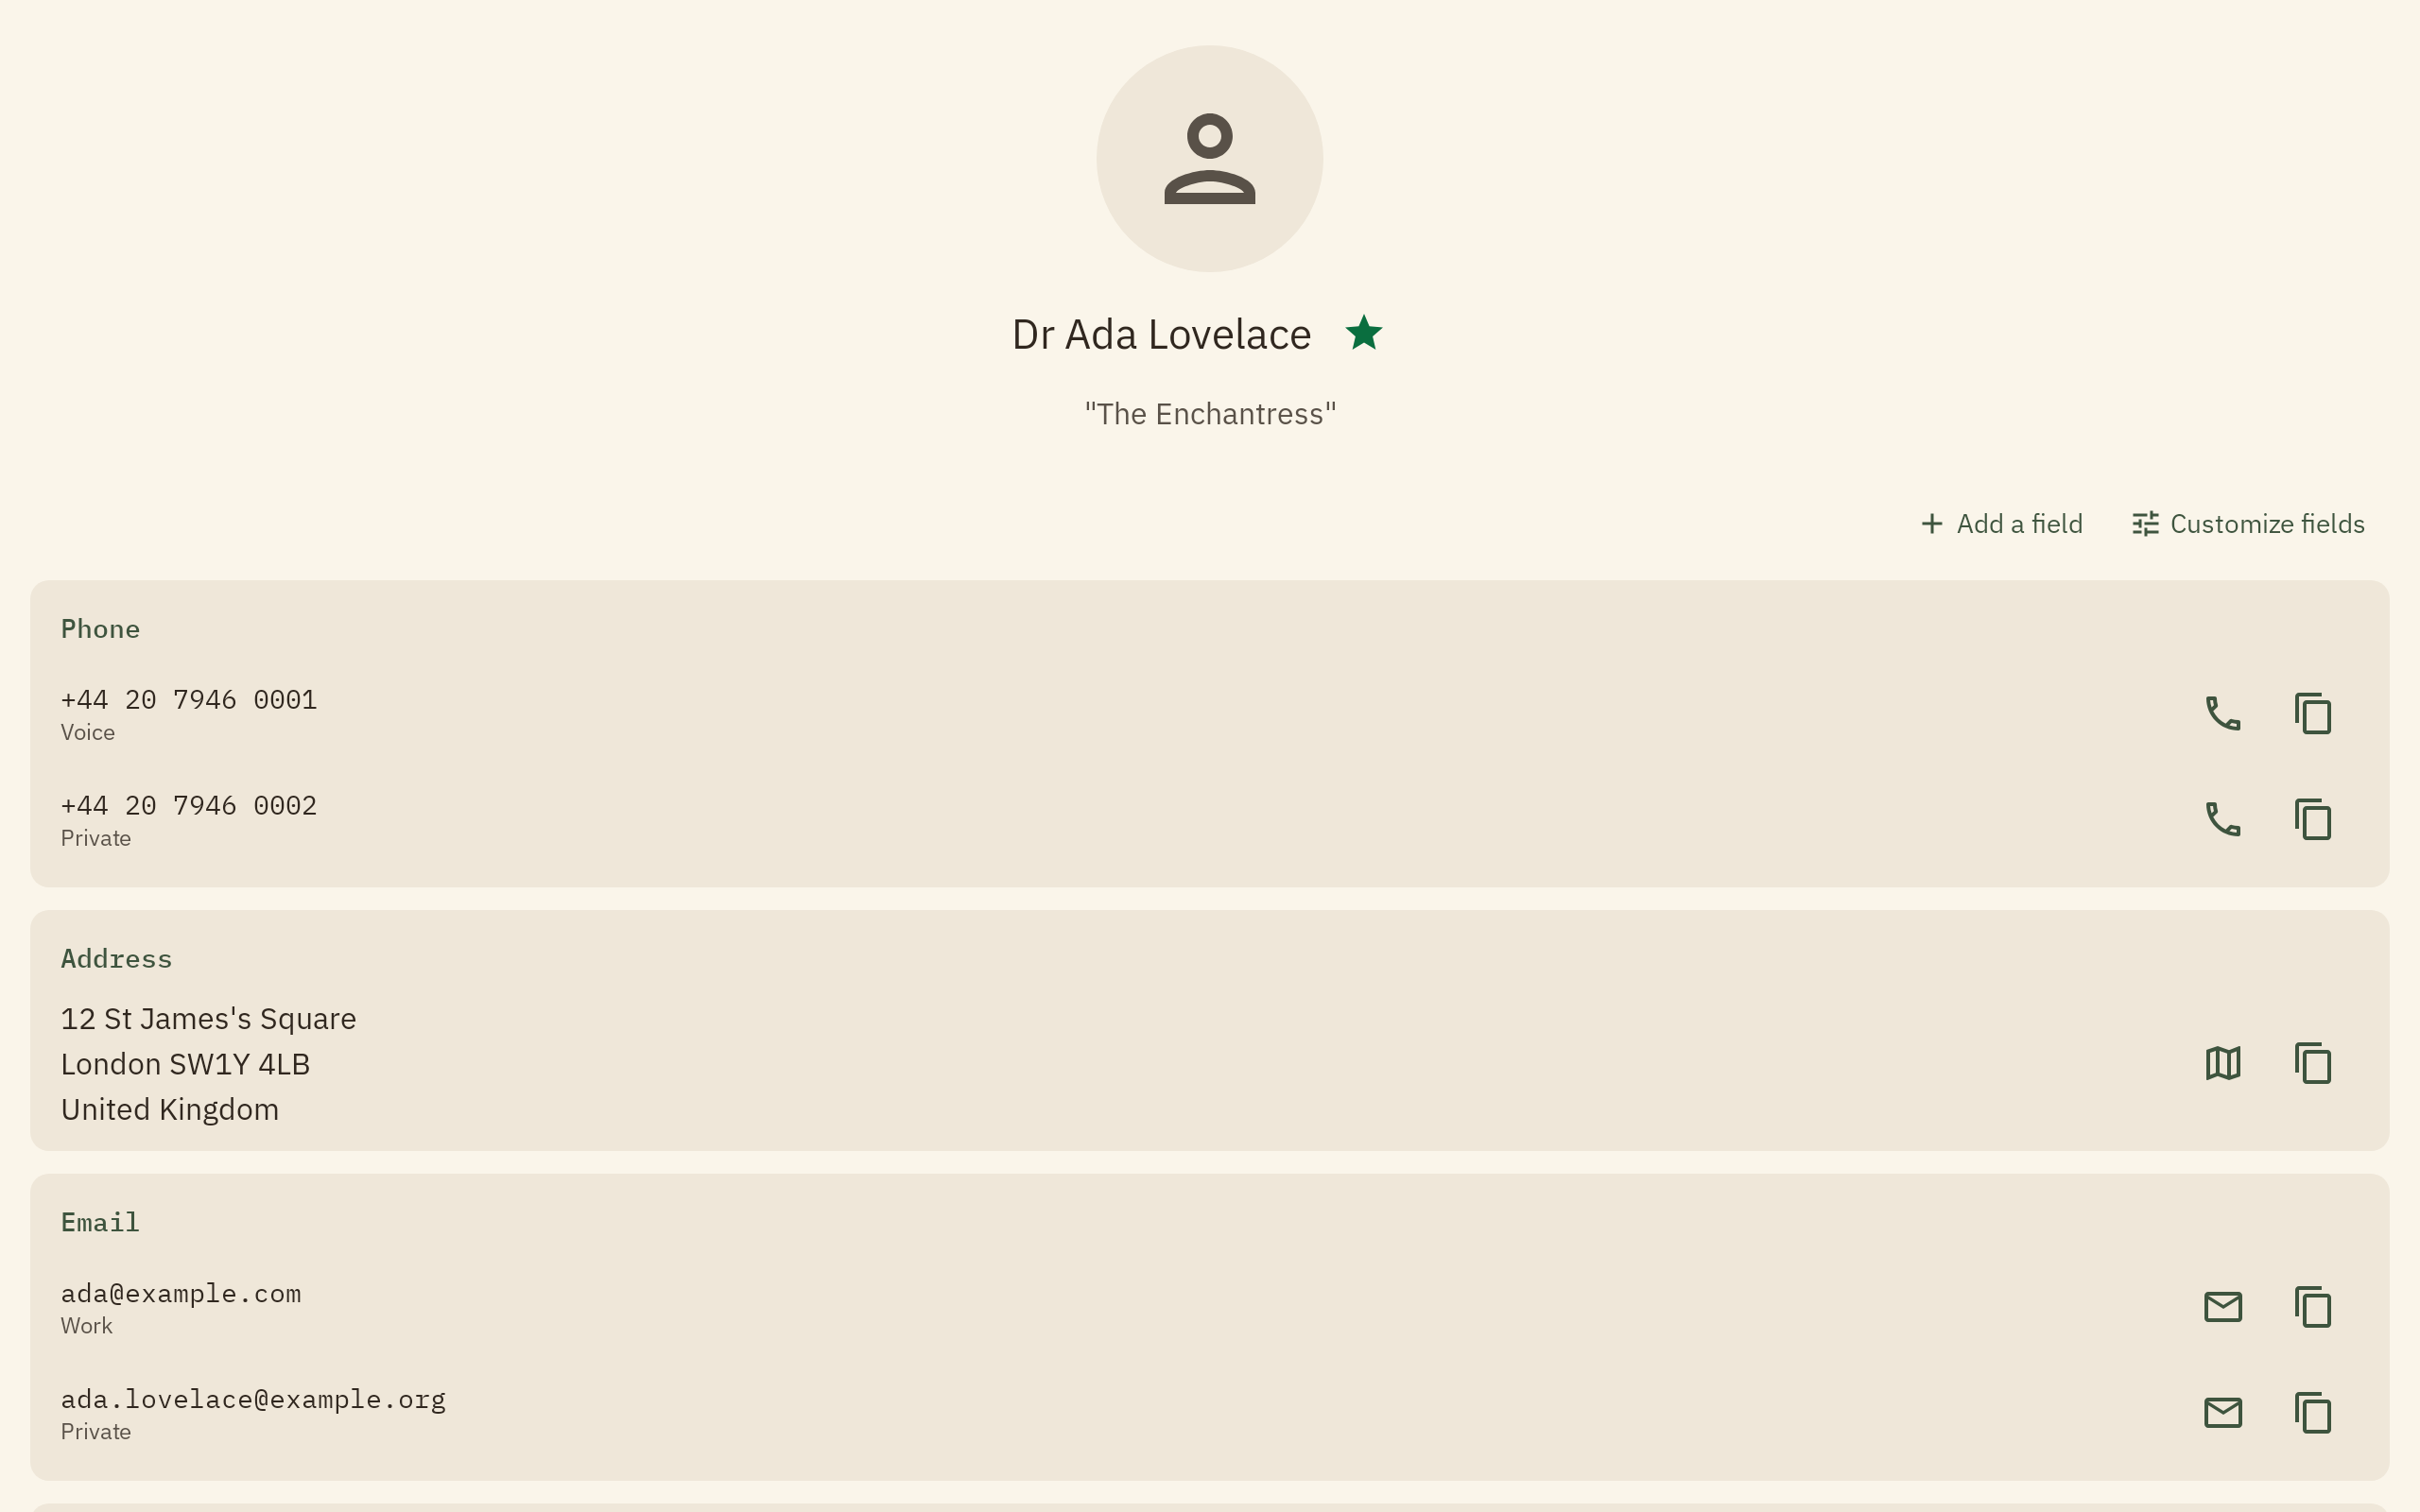 Dr Ada Lovelace
"The Enchantress"
Add a field
Customize fields
Phone
+44 20 7946 0001
Voice
+44 20 7946 0002
Private
Address
12 St James's Square
London SW1Y 4LB
United Kingdom
Email
ada@example.com
Work
ada.lovelace@example.org
Private